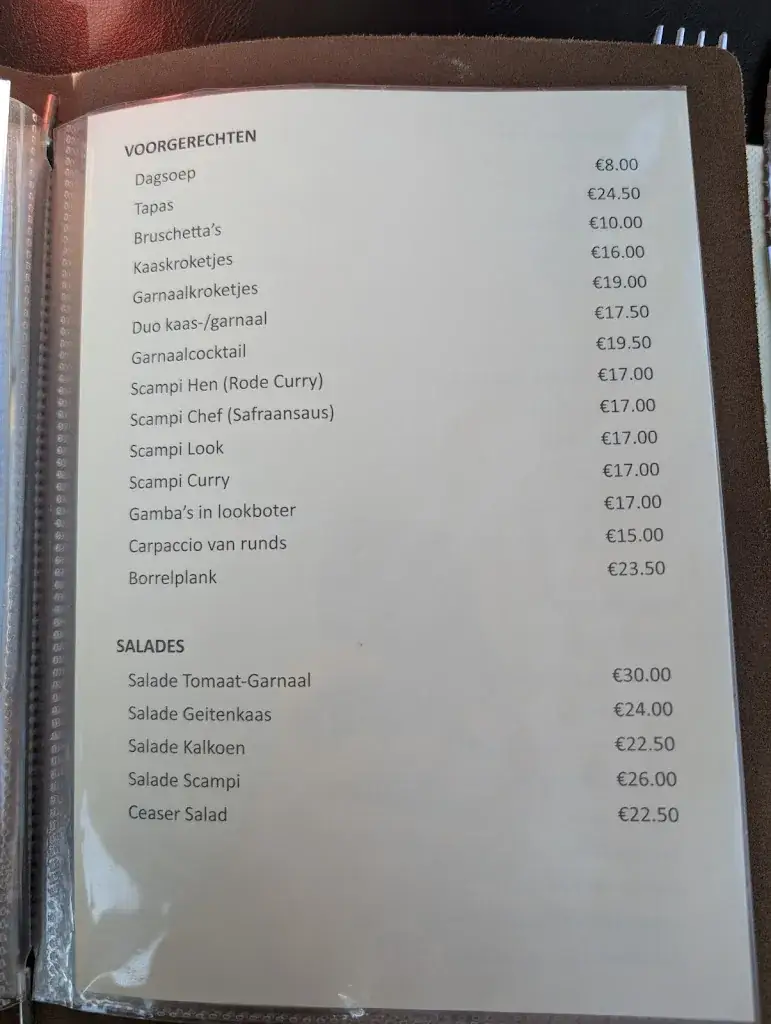 VOORGERECHTEN
Dagsoep €8.00
Tapas €24.50
Bruschetta's €10.00
Kaaskroketjes €16.00
Garnaalkroketjes €19.00
Duo kaas-/garnaal €17.50
Garnaalcocktail €19.50
Scampi Hen (Rode Curry) €17.00
Scampi Chef (Safraansaus) €17.00
Scampi Look €17.00
Scampi Curry €17.00
Gamba's in lookboter €17.00
Carpaccio van runds €15.00
Borrelplank €23.50
SALADES
Salade Tomaat-Garnaal €30.00
Salade Geitenkaas €24.00
Salade Kalkoen €22.50
Salade Scampi €26.00
Ceaser Salad €22.50